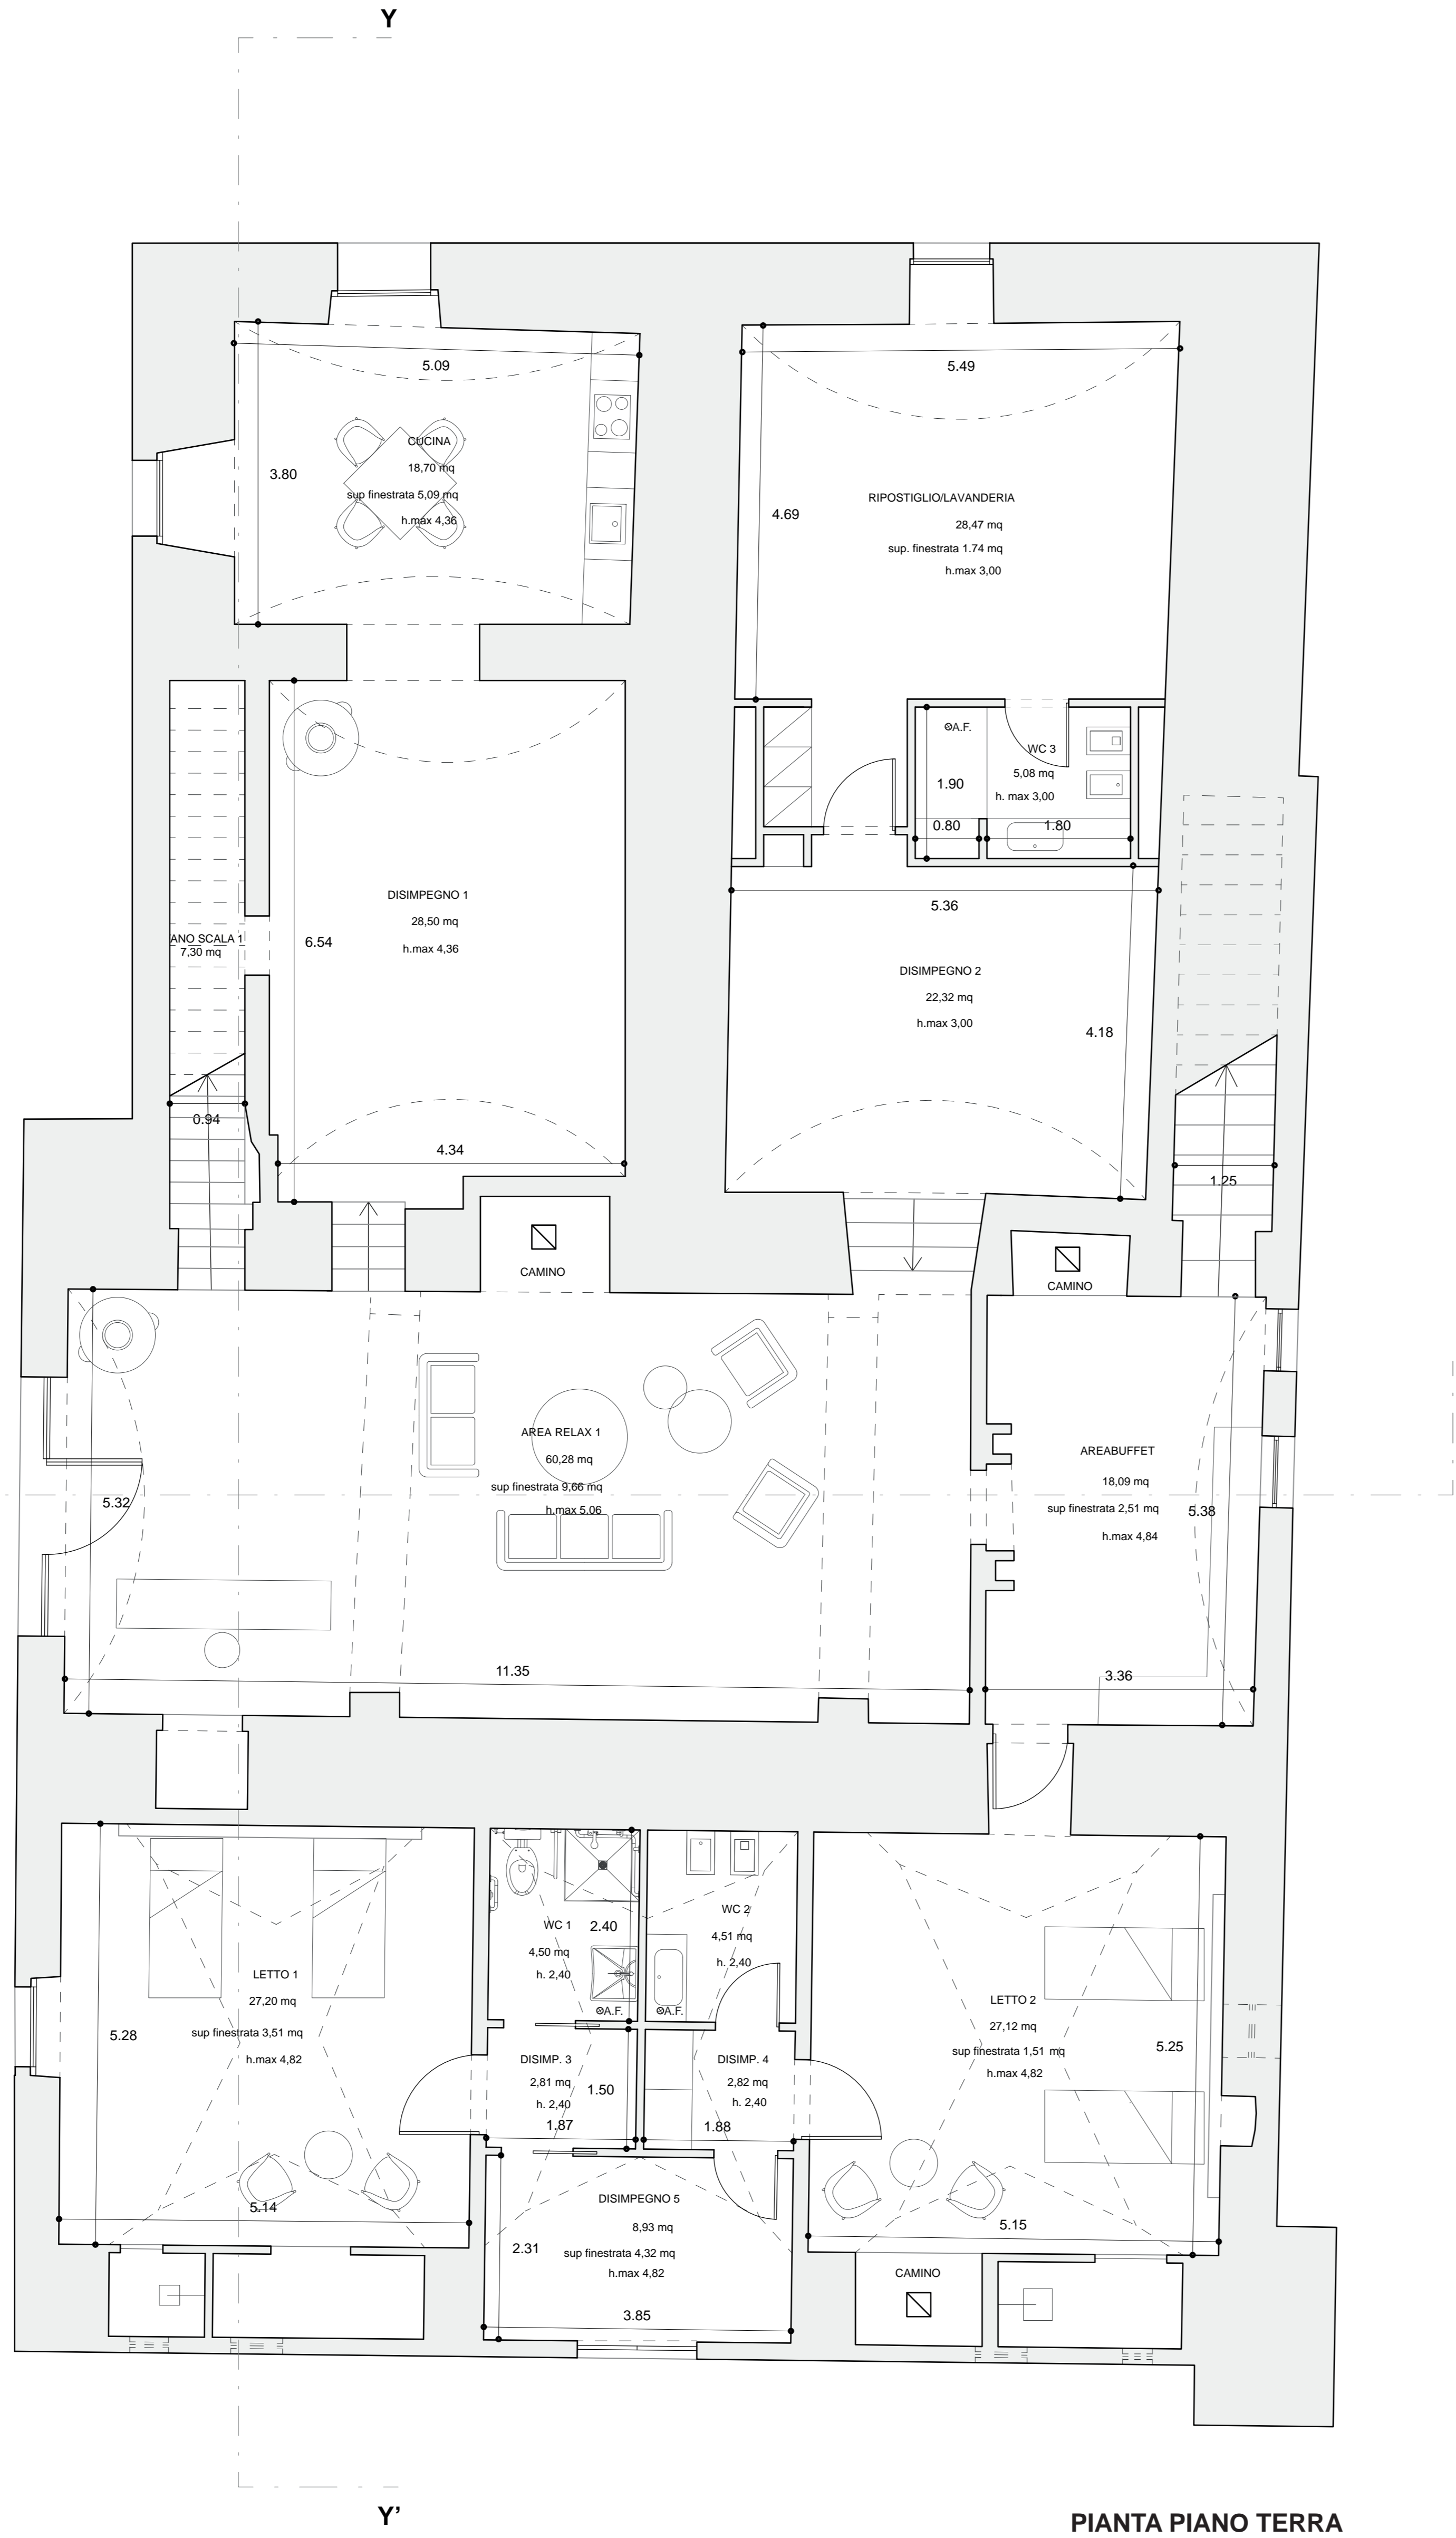 Y
5.09
5.49
CUCINA
18,70 mq
sup finestrata 5,09 mq
h.max 4,36
3.80
4.69
RIPOSTIGLIO/LAVANDERIA
28,47 mq
sup. finestrata 1.74 mq
h.max 3,00
A.F.
WC 3
5,08 mq
h. max 3,00
1.90
0.80
1.80
DISIMPEGNO 1
28,50 mq
h.max 4,36
6.54
ANO SCALA 1
7,30 mq
5.36
DISIMPEGNO 2
22,32 mq
h.max 3,00
4.18
0.94
4.34
1.25
CAMINO
CAMINO
AREA RELAX 1
60,28 mq
sup finestrata 9,66 mq
h.max 5,06
5.32
AREABUFFET
18,09 mq
sup finestrata 2,51 mq
h.max 4,84
5.38
11.35
3.36
WC 1
4,50 mq
h. 2,40
2.40
A.F.
WC 2
4,51 mq
h. 2,40
A.F.
LETTO 1
27,20 mq
sup finestrata 3,51 mq
h.max 4,82
5.28
5.14
LETTO 2
27,12 mq
sup finestrata 1,51 mq
h.max 4,82
5.25
5.15
DISIMP. 3
2,81 mq
h. 2,40
1.50
1.87
DISIMP. 4
2,82 mq
h. 2,40
1.88
DISIMPEGNO 5
8,93 mq
sup finestrata 4,32 mq
h.max 4,82
2.31
3.85
CAMINO
Y'
PIANTA PIANO TERRA